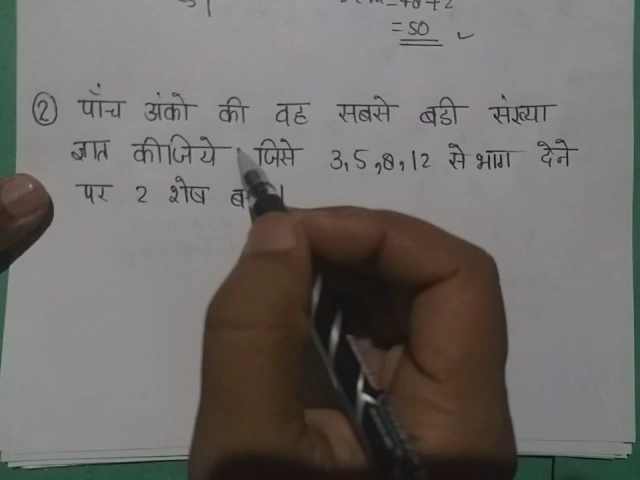 = 50
② पाँच अंको की वह सबसे बडी संख्या
ज्ञात कीजिये जिसे 3,5,8,12 से भाग देने
पर 2 शेष